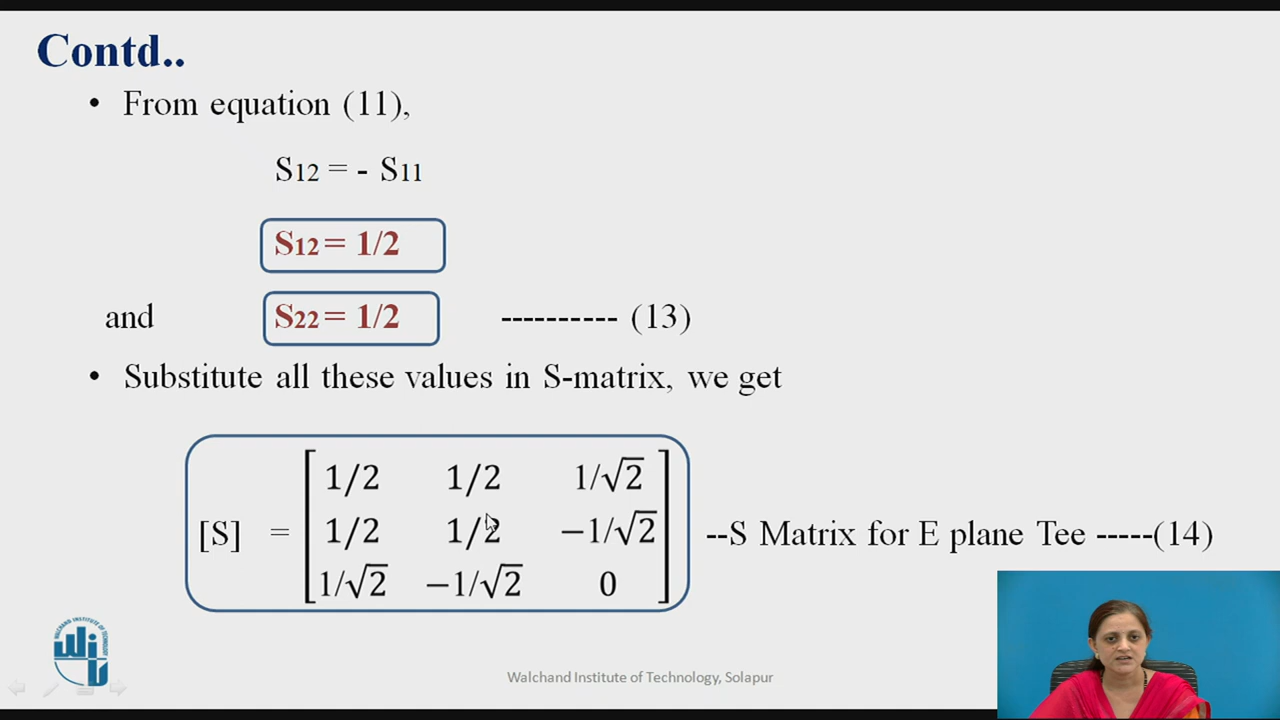 Contd..
• From equation (11),
S12 = - S11
S12 = 1/2
and S22 = 1/2 ---------- (13)
• Substitute all these values in S-matrix, we get
1/2 1/2 1/√2
[S] = 1/2 1/2 −1/√2 --S Matrix for E plane Tee -----(14)
1/√2 −1/√2 0
WIT
Walchand Institute of Technology, Solapur